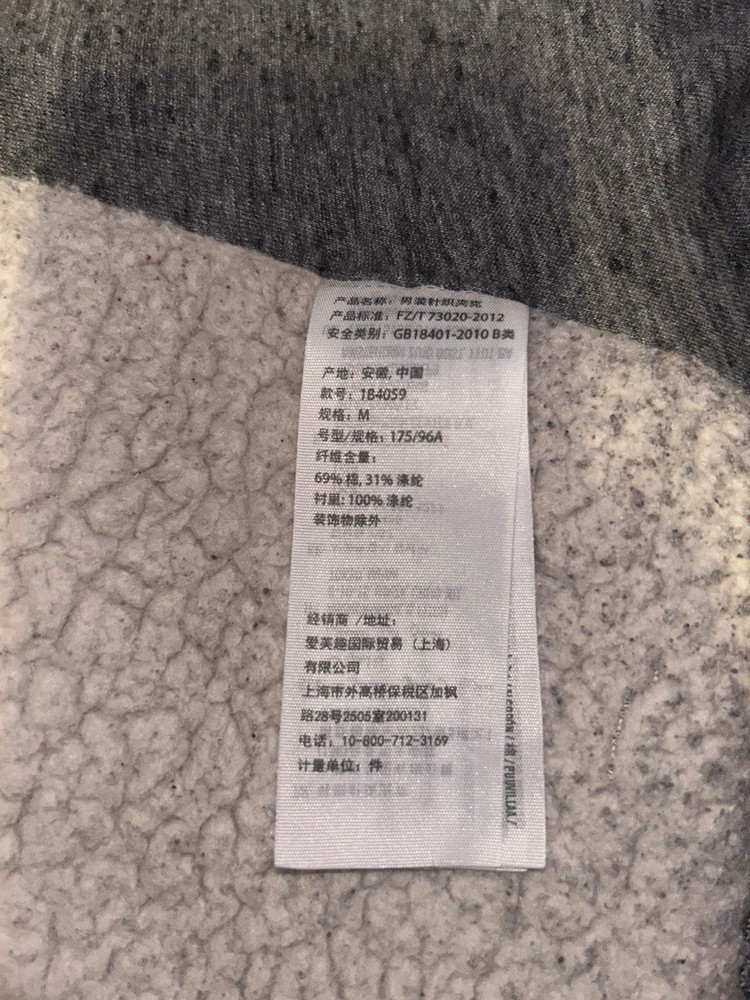 产品名称: 男装针织夹克
产品标准: FZ/T 73020-2012
安全类别: GB18401-2010 B类
产地: 安徽, 中国
款号: 1B4059
规格: M
号型/规格: 175/96A
纤维含量:
69% 棉, 31% 涤纶
衬里: 100% 涤纶
装饰物除外
经销商 /地址:
爱芙趣国际贸易 (上海)
有限公司
上海市外高桥保税区加枫
路28号2505室200131
电话: 10-800-712-3169
计量单位: 件